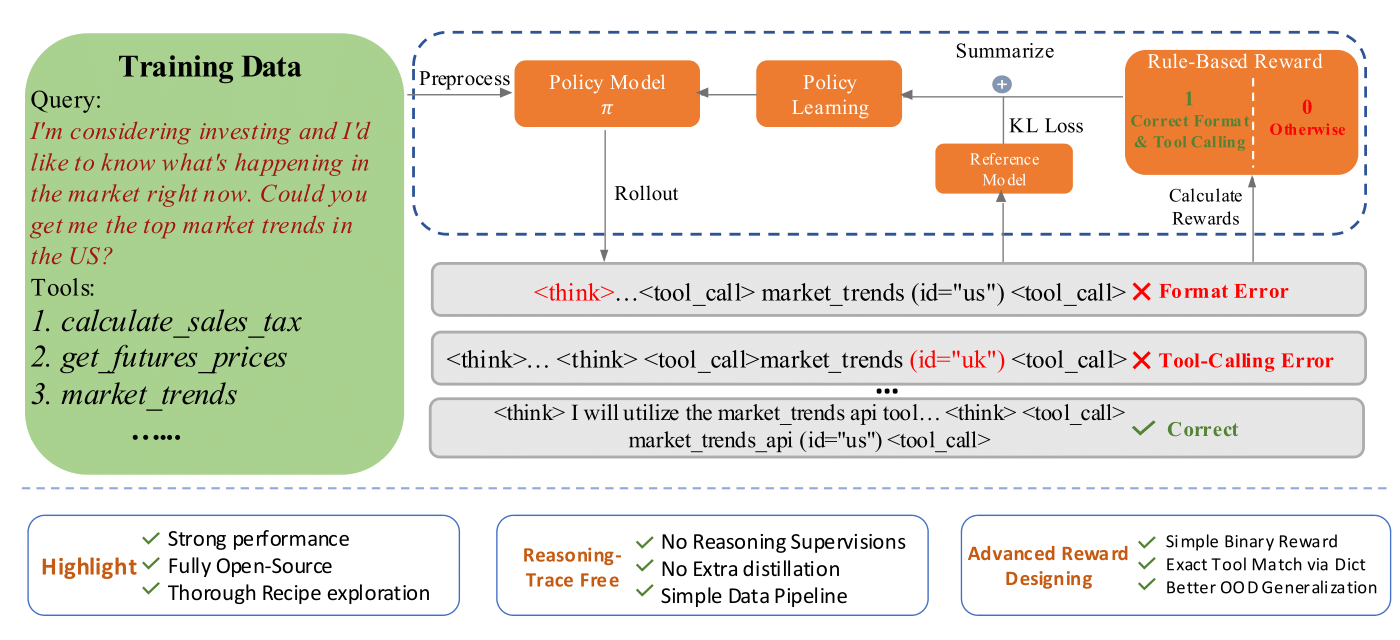 Training Data
Query:
I'm considering investing and I'd
like to know what's happening in
the market right now. Could you
get me the top market trends in
the US?
Tools:
1. calculate_sales_tax
2. get_futures_prices
3. market_trends
......
Preprocess
Policy Model
π
Policy
Learning
Summarize
+
KL Loss
Reference
Model
Rule-Based Reward
1
Correct Format
& Tool Calling
0
Otherwise
Rollout
Calculate
Rewards
<think>…<tool_call> market_trends (id="us") <tool_call> Format Error
<think>… <think> <tool_call>market_trends (id="uk") <tool_call> Tool-Calling Error
...
<think> I will utilize the market_trends api tool… <think> <tool_call>
market_trends_api (id="us") <tool_call>
Correct
Highlight
Strong performance
Fully Open-Source
Thorough Recipe exploration
Reasoning-
Trace Free
No Reasoning Supervisions
No Extra distillation
Simple Data Pipeline
Advanced Reward
Designing
Simple Binary Reward
Exact Tool Match via Dict
Better OOD Generalization